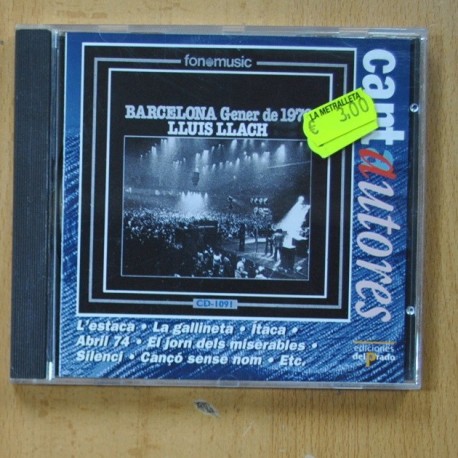 fonomusic
BARCELONA Gener de 197
LLUIS LLACH
LA METRALLETA
€ 3,00
cantautores
CD-1091
L'estaca • La gallineta • Itaca •
Abril 74 • El jorn dels miserables •
Silenci • Cançó sense nom • Etc.
ediciones
del Prado